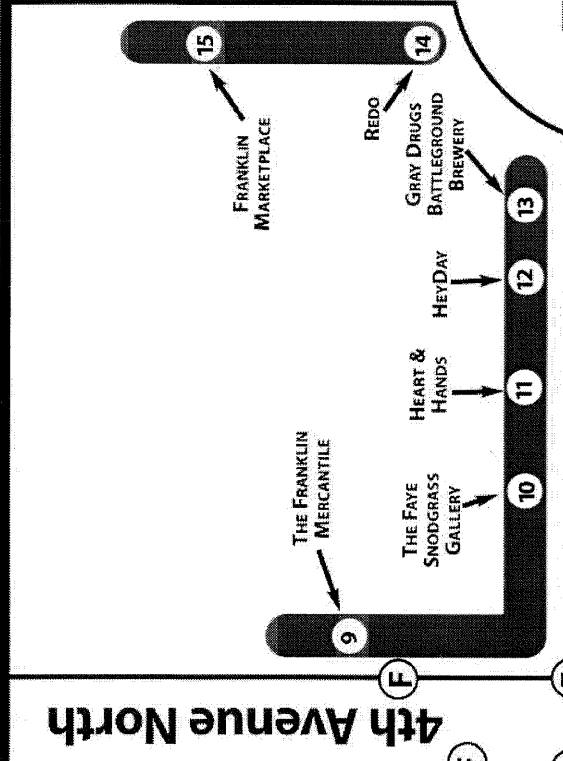 15
14
FRANKLIN
MARKETPLACE
REDO
GRAY DRUGS
BATTLEGROUND
BREWERY
13
HEYDAY
12
HEART &
HANDS
11
THE FRANKLIN
MERCANTILE
THE FAYE
SNODGRASS
GALLERY
10
9
F
4th Avenue North